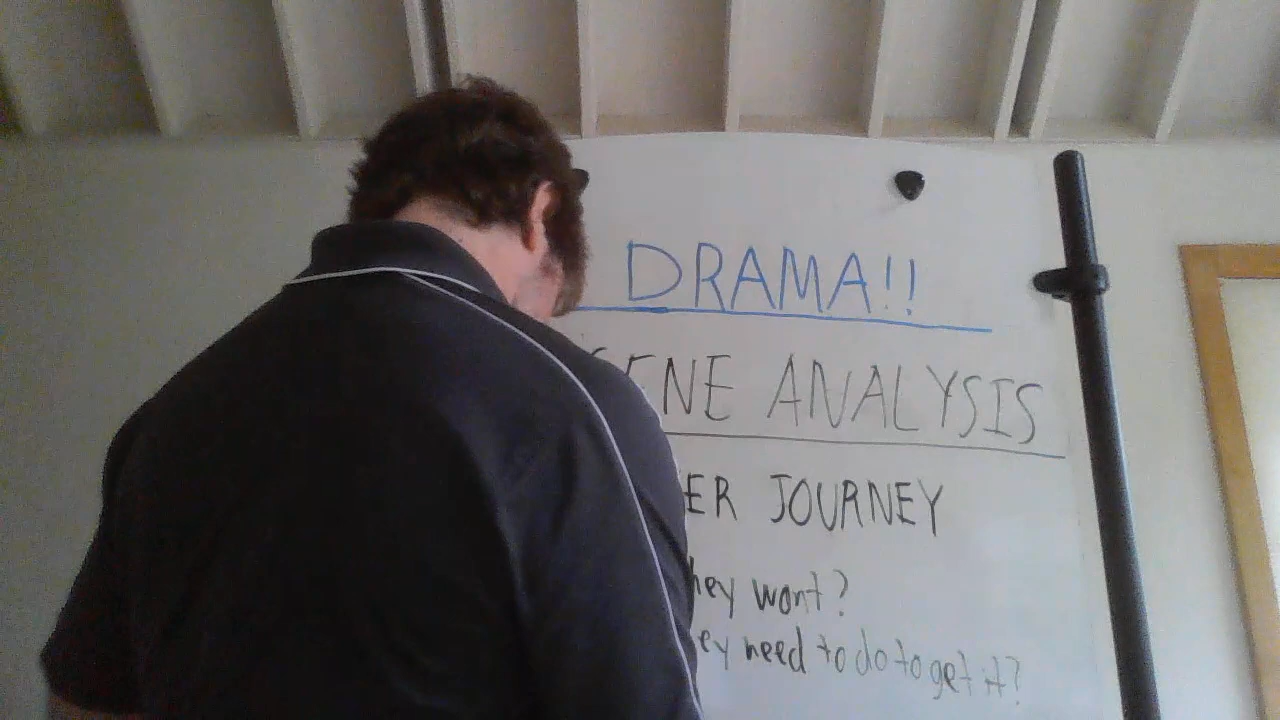 DRAMA!!
ENE ANALYSIS
ER JOURNEY
hey want?
ey need to do to get it?